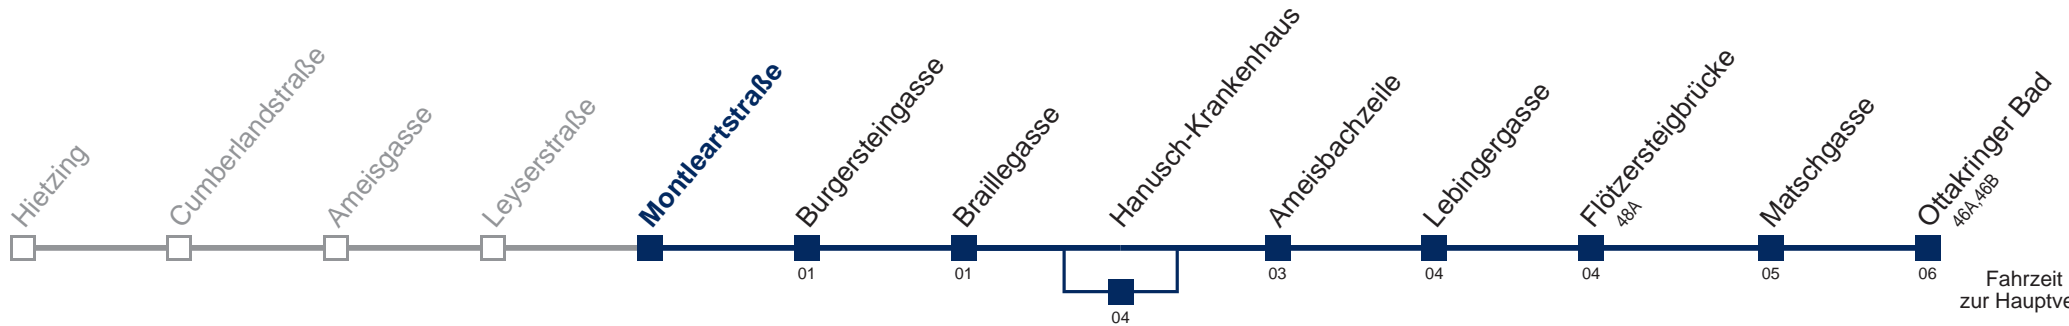 Hietzing
Cumberlandstraße
Ameisgasse
Leyserstraße
Montleartstraße
Burgersteingasse
01
Braillegasse
01
Hanusch-Krankenhaus
04
Ameisbachzeile
03
Lebingergasse
04
Flötzersteigbrücke
48A
04
Matschgasse
05
Ottakringer Bad
46A,46B
06
Fahrzeit
zur Hauptve